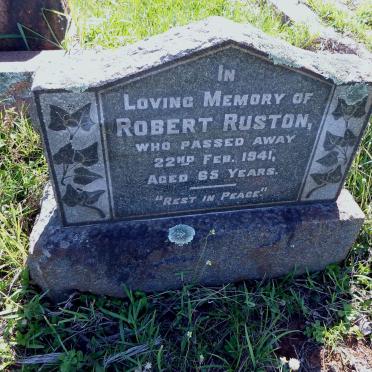 In
Loving Memory of
Robert Ruston,
who passed away
22nd Feb. 1941,
Aged 65 Years.
"Rest in Peace"